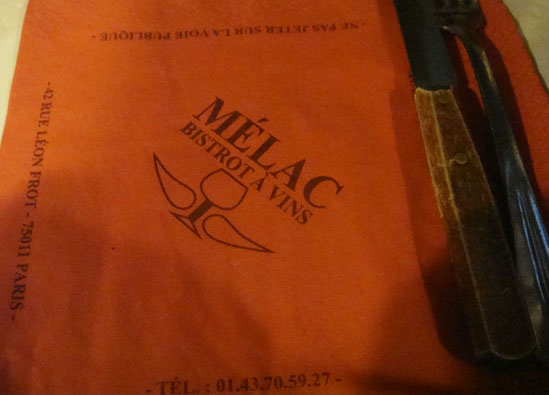 - NE PAS JETER SUR LA VOIE PUBLIQUE -
- 42 RUE LÉON FROT - 75011 PARIS -
MÉLAC
BISTROT À VINS
- TÉL. : 01.43.70.59.27 -